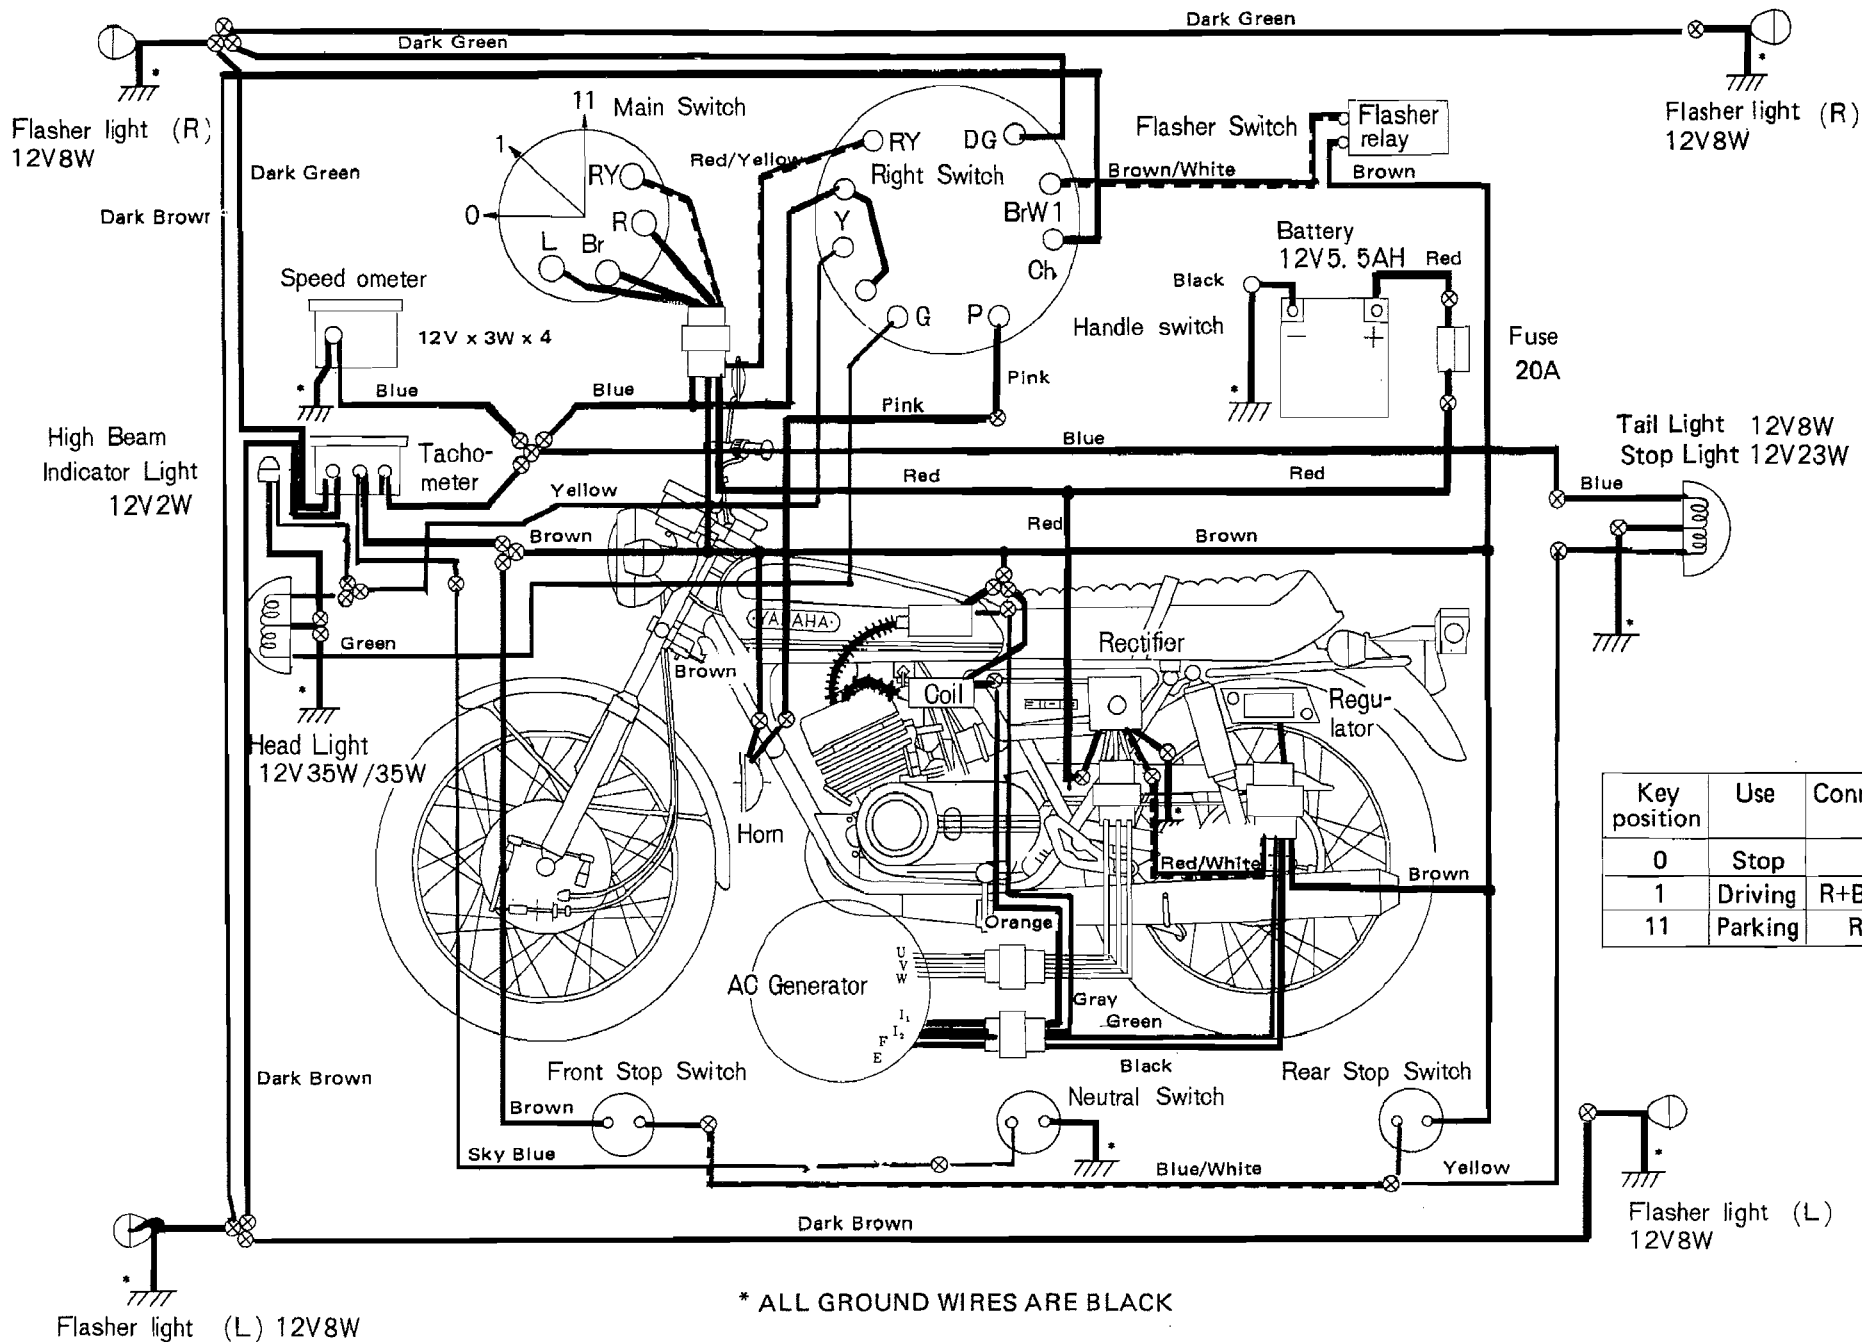 Dark Green
Dark Green
11 Main Switch
Flasher light (R)
12V8W
1
0
RY
R
Br
L
Red/Yellow
RY
DG
Right Switch
Y
BrW1
Ch
G
P
Flasher Switch
Flasher
relay
Brown/White
Brown
Flasher light (R)
12V8W
Dark Green
Dark Brown
Speed ometer
12V x 3W x 4
Handle switch
Battery
12V5. 5AH
Red
Black
−
+
Fuse
20A
*
*
*
*
Blue
Blue
Pink
Pink
Blue
High Beam
Indicator Light
12V2W
Tacho-
meter
Yellow
Red
Red
Red
Tail Light 12V8W
Stop Light 12V23W
Blue
Brown
Brown
YAMAHA
Green
Brown
Rectifier
Coil
Regu-
lator
*
*
Head Light
12V35W/35W
Horn
*
Red/White
Brown
Key position
Use
0
Stop
1
Driving
11
Parking
Orange
AC Generator
U
V
W
I₁
I₂
F
E
Gray
Green
Black
Dark Brown
Front Stop Switch
Neutral Switch
Rear Stop Switch
Brown
Sky Blue
*
Blue/White
Yellow
*
Dark Brown
Flasher light (L)
12V8W
*
Flasher light (L) 12V8W
* ALL GROUND WIRES ARE BLACK